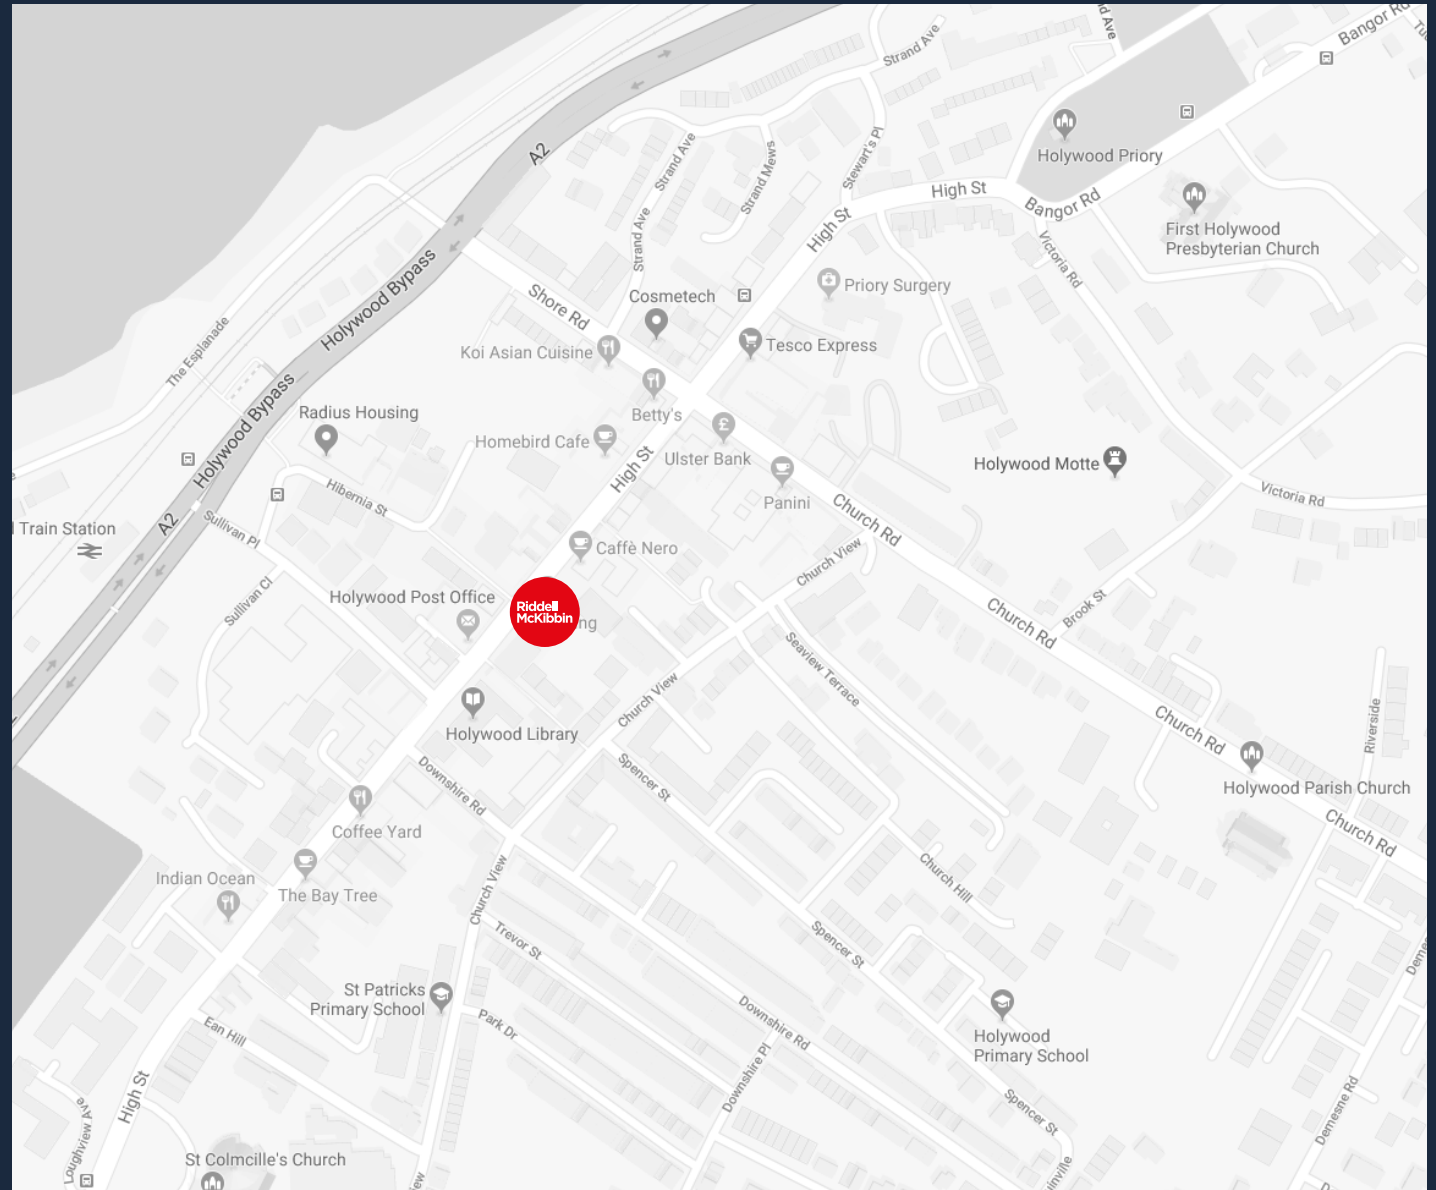 Strand Ave
Bangor Rd
A2
Holywood Priory
Stewart's Pl
Strand Ave
Strand Mews
High St
Bangor Rd
High St
First Holywood
Presbyterian Church
Strand Ave
Victoria Rd
Holywood Bypass
Shore Rd
Cosmetech
Priory Surgery
The Esplanade
Koi Asian Cuisine
Tesco Express
Holywood Bypass
Radius Housing
Betty's
Homebird Cafe
Ulster Bank
High St
Holywood Motte
Hibernia St
Panini
Victoria Rd
Church Rd
A2
Sullivan Pl
Train Station
Caffè Nero
Church View
Sullivan Cl
Holywood Post Office
Riddell
McKibbin
ng
Brook St
Church Rd
Seaview Terrace
Church View
Riverside
Holywood Library
Church Rd
Downshire Rd
Spencer St
Holywood Parish Church
Coffee Yard
Church Rd
Indian Ocean
The Bay Tree
Church View
Church Hill
Trevor St
Spencer St
St Patricks
Primary School
Park Dr
Downshire Rd
Ean Hill
Holywood
Primary School
High St
Downshire Pl
Spencer St
Demesne Rd
Loughview Ave
St Colmcille's Church